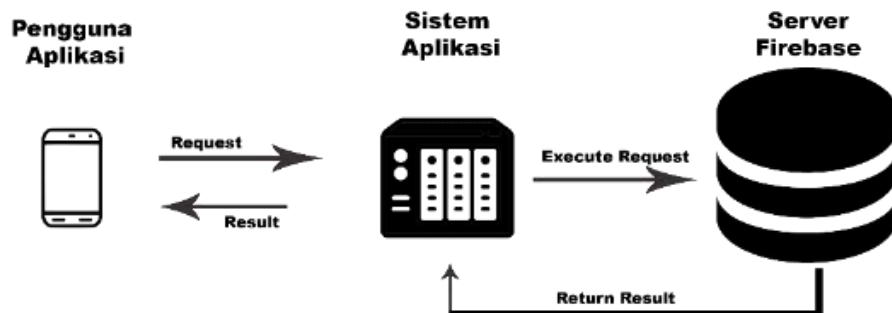 Pengguna
Aplikasi
Sistem
Aplikasi
Server
Firebase
Request
Result
Execute Request
Return Result